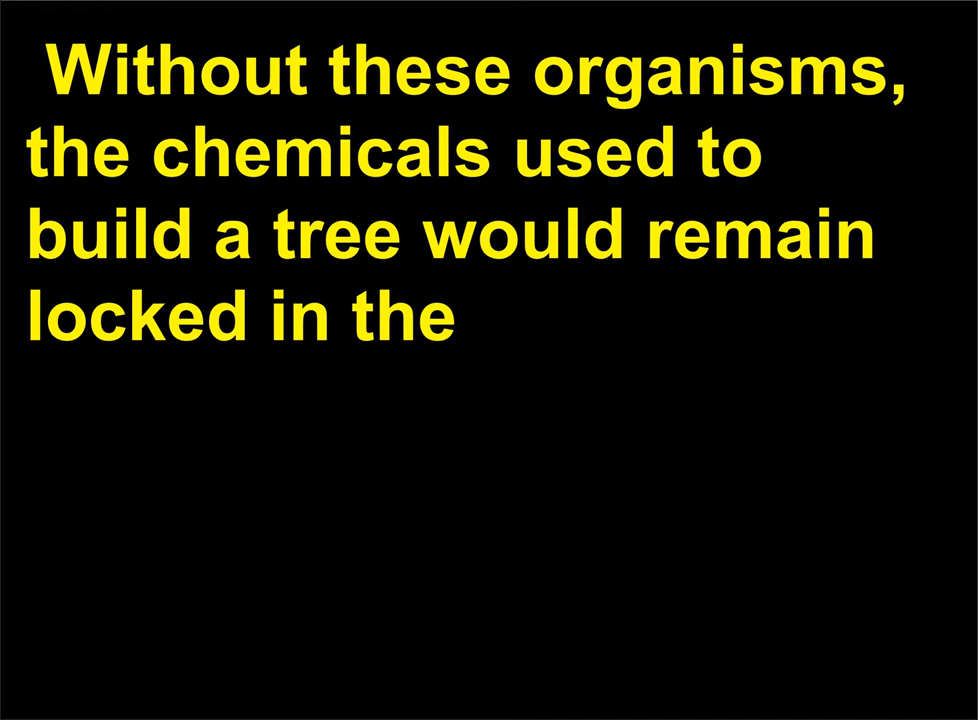 Without these organisms,
the chemicals used to
build a tree would remain
locked in the